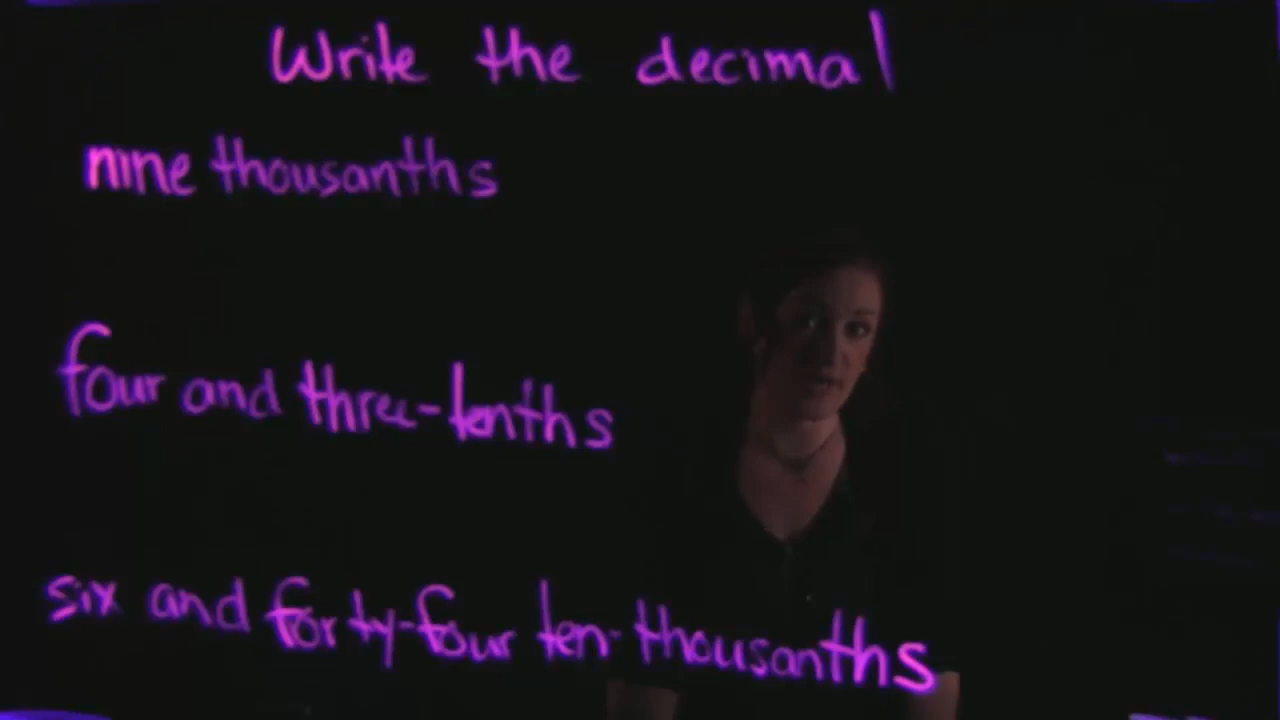 Write the decimal
nine thousanths
four and three-tenths
six and forty-four ten-thousanths